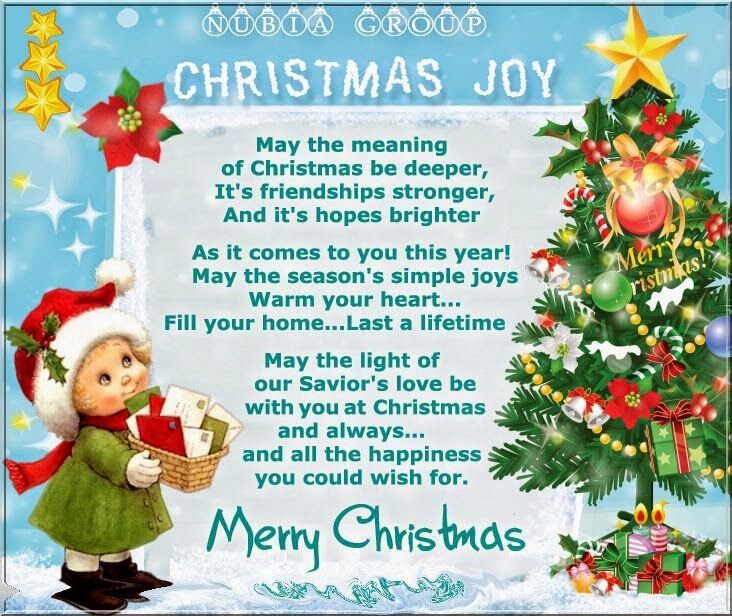 NUBIA GROUP
CHRISTMAS JOY
May the meaning
of Christmas be deeper,
It's friendships stronger,
And it's hopes brighter
As it comes to you this year!
May the season's simple joys
Warm your heart...
Fill your home...Last a lifetime
May the light of
our Savior's love be
with you at Christmas
and always...
and all the happiness
you could wish for.
Merry Christmas
Merry
Christmas!